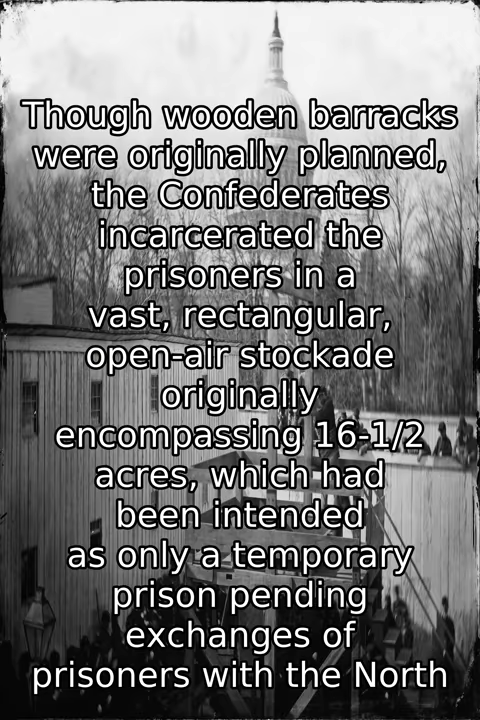 Though wooden barracks
were originally planned,
the Confederates
incarcerated the
prisoners in a
vast, rectangular,
open-air stockade
originally
encompassing 16-1/2
acres, which had
been intended
as only a temporary
prison pending
exchanges of
prisoners with the North